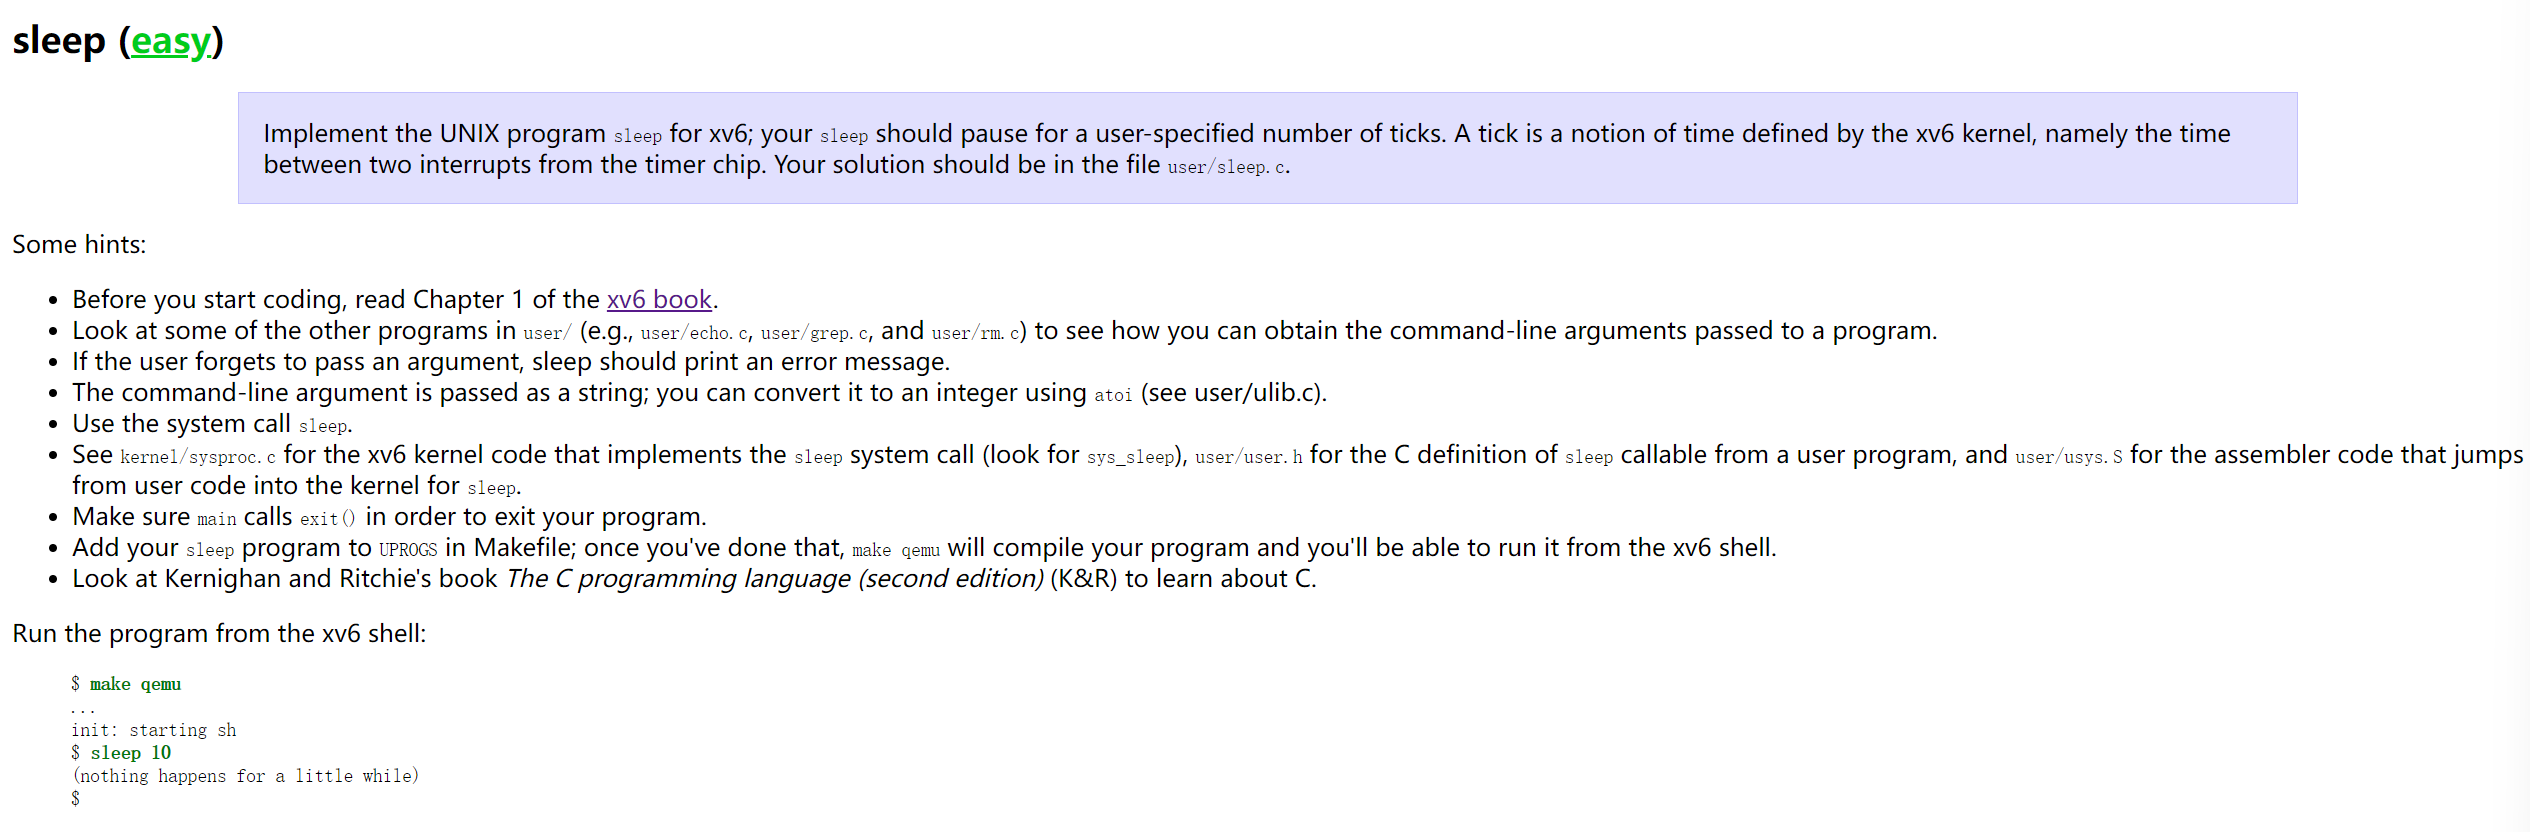 sleep (easy)
Implement the UNIX program sleep for xv6; your sleep should pause for a user-specified number of ticks. A tick is a notion of time defined by the xv6 kernel, namely the time
between two interrupts from the timer chip. Your solution should be in the file user/sleep.c.
Some hints:
• Before you start coding, read Chapter 1 of the xv6 book.
• Look at some of the other programs in user/ (e.g., user/echo.c, user/grep.c, and user/rm.c) to see how you can obtain the command-line arguments passed to a program.
• If the user forgets to pass an argument, sleep should print an error message.
• The command-line argument is passed as a string; you can convert it to an integer using atoi (see user/ulib.c).
• Use the system call sleep.
• See kernel/sysproc.c for the xv6 kernel code that implements the sleep system call (look for sys_sleep), user/user.h for the C definition of sleep callable from a user program, and user/usys.S for the assembler code that jumps
from user code into the kernel for sleep.
• Make sure main calls exit() in order to exit your program.
• Add your sleep program to UPROGS in Makefile; once you've done that, make qemu will compile your program and you'll be able to run it from the xv6 shell.
• Look at Kernighan and Ritchie's book The C programming language (second edition) (K&R) to learn about C.
Run the program from the xv6 shell:
$ make qemu
...
init: starting sh
$ sleep 10
(nothing happens for a little while)
$